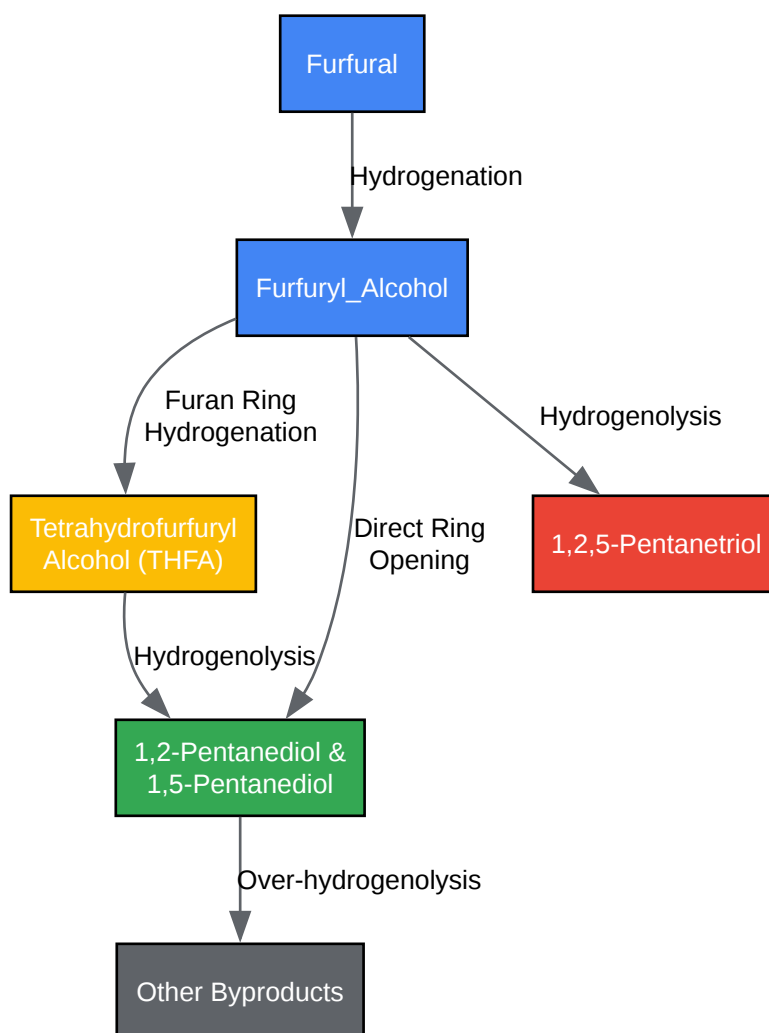 Furfural
Hydrogenation
Furfuryl_Alcohol
Furan Ring
Hydrogenation
Hydrogenolysis
Tetrahydrofurfuryl
Alcohol (THFA)
Direct Ring
Opening
1,2,5-Pentanetriol
Hydrogenolysis
1,2-Pentanediol &
1,5-Pentanediol
Over-hydrogenolysis
Other Byproducts